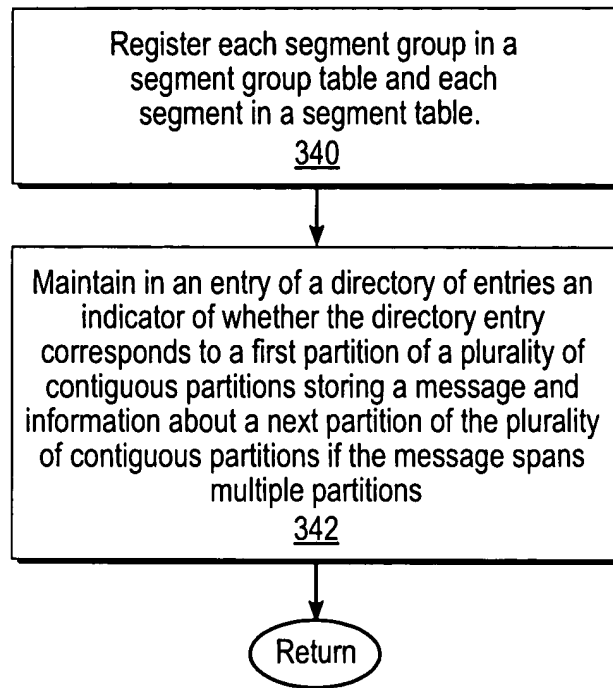 Register each segment group in a
segment group table and each
segment in a segment table.
340
Maintain in an entry of a directory of entries an
indicator of whether the directory entry
corresponds to a first partition of a plurality of
contiguous partitions storing a message and
information about a next partition of the plurality
of contiguous partitions if the message spans
multiple partitions
342
Return